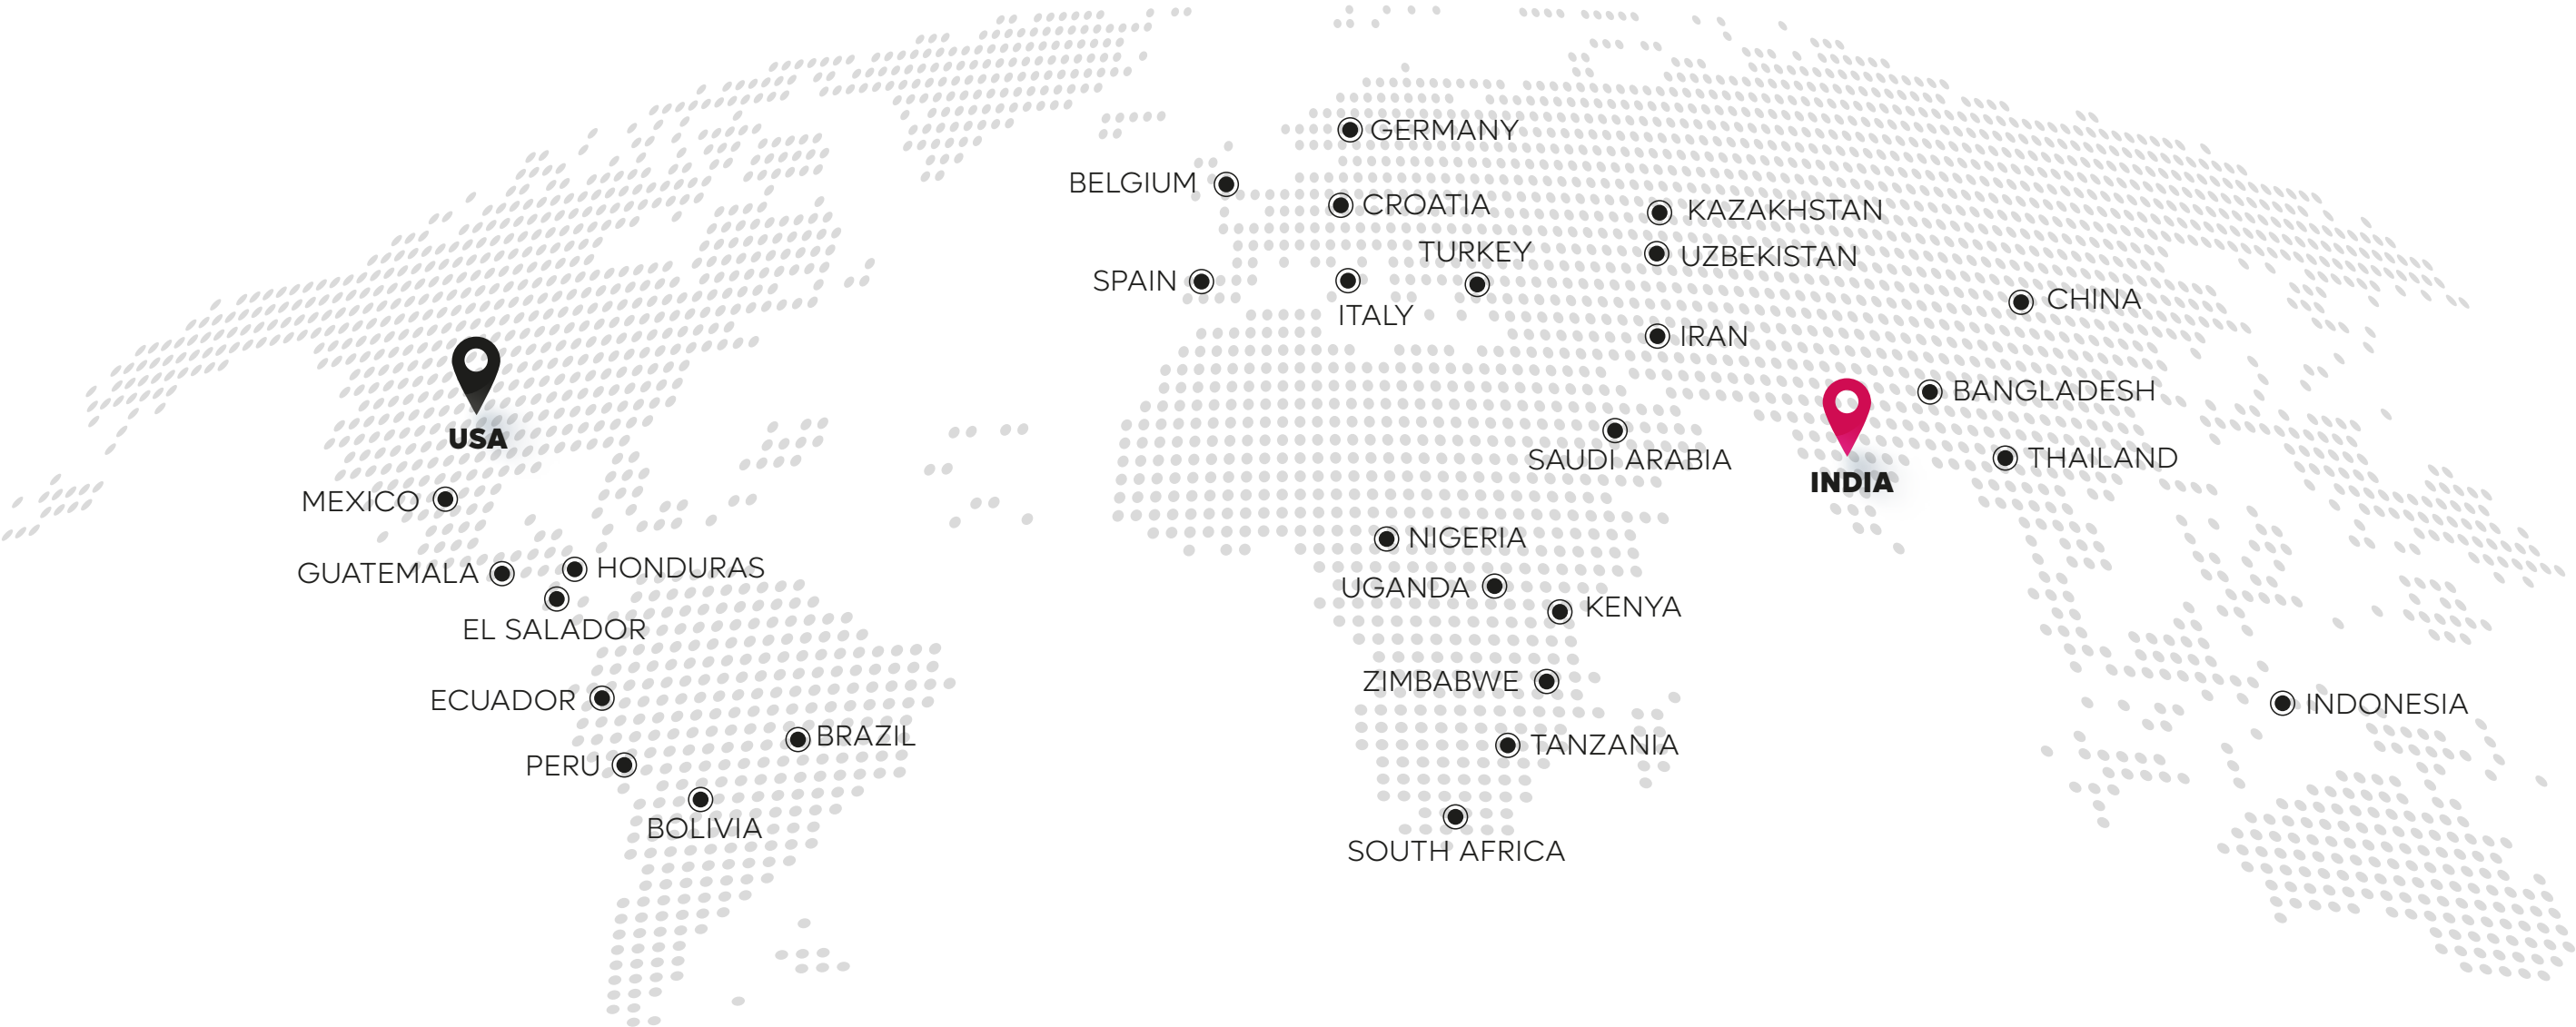 GERMANY
BELGIUM
CROATIA
KAZAKHSTAN
TURKEY
UZBEKISTAN
SPAIN
ITALY
CHINA
IRAN
BANGLADESH
USA
SAUDI ARABIA
THAILAND
INDIA
MEXICO
NIGERIA
GUATEMALA
HONDURAS
UGANDA
KENYA
EL SALADOR
ZIMBABWE
ECUADOR
INDONESIA
BRAZIL
TANZANIA
PERU
BOLIVIA
SOUTH AFRICA